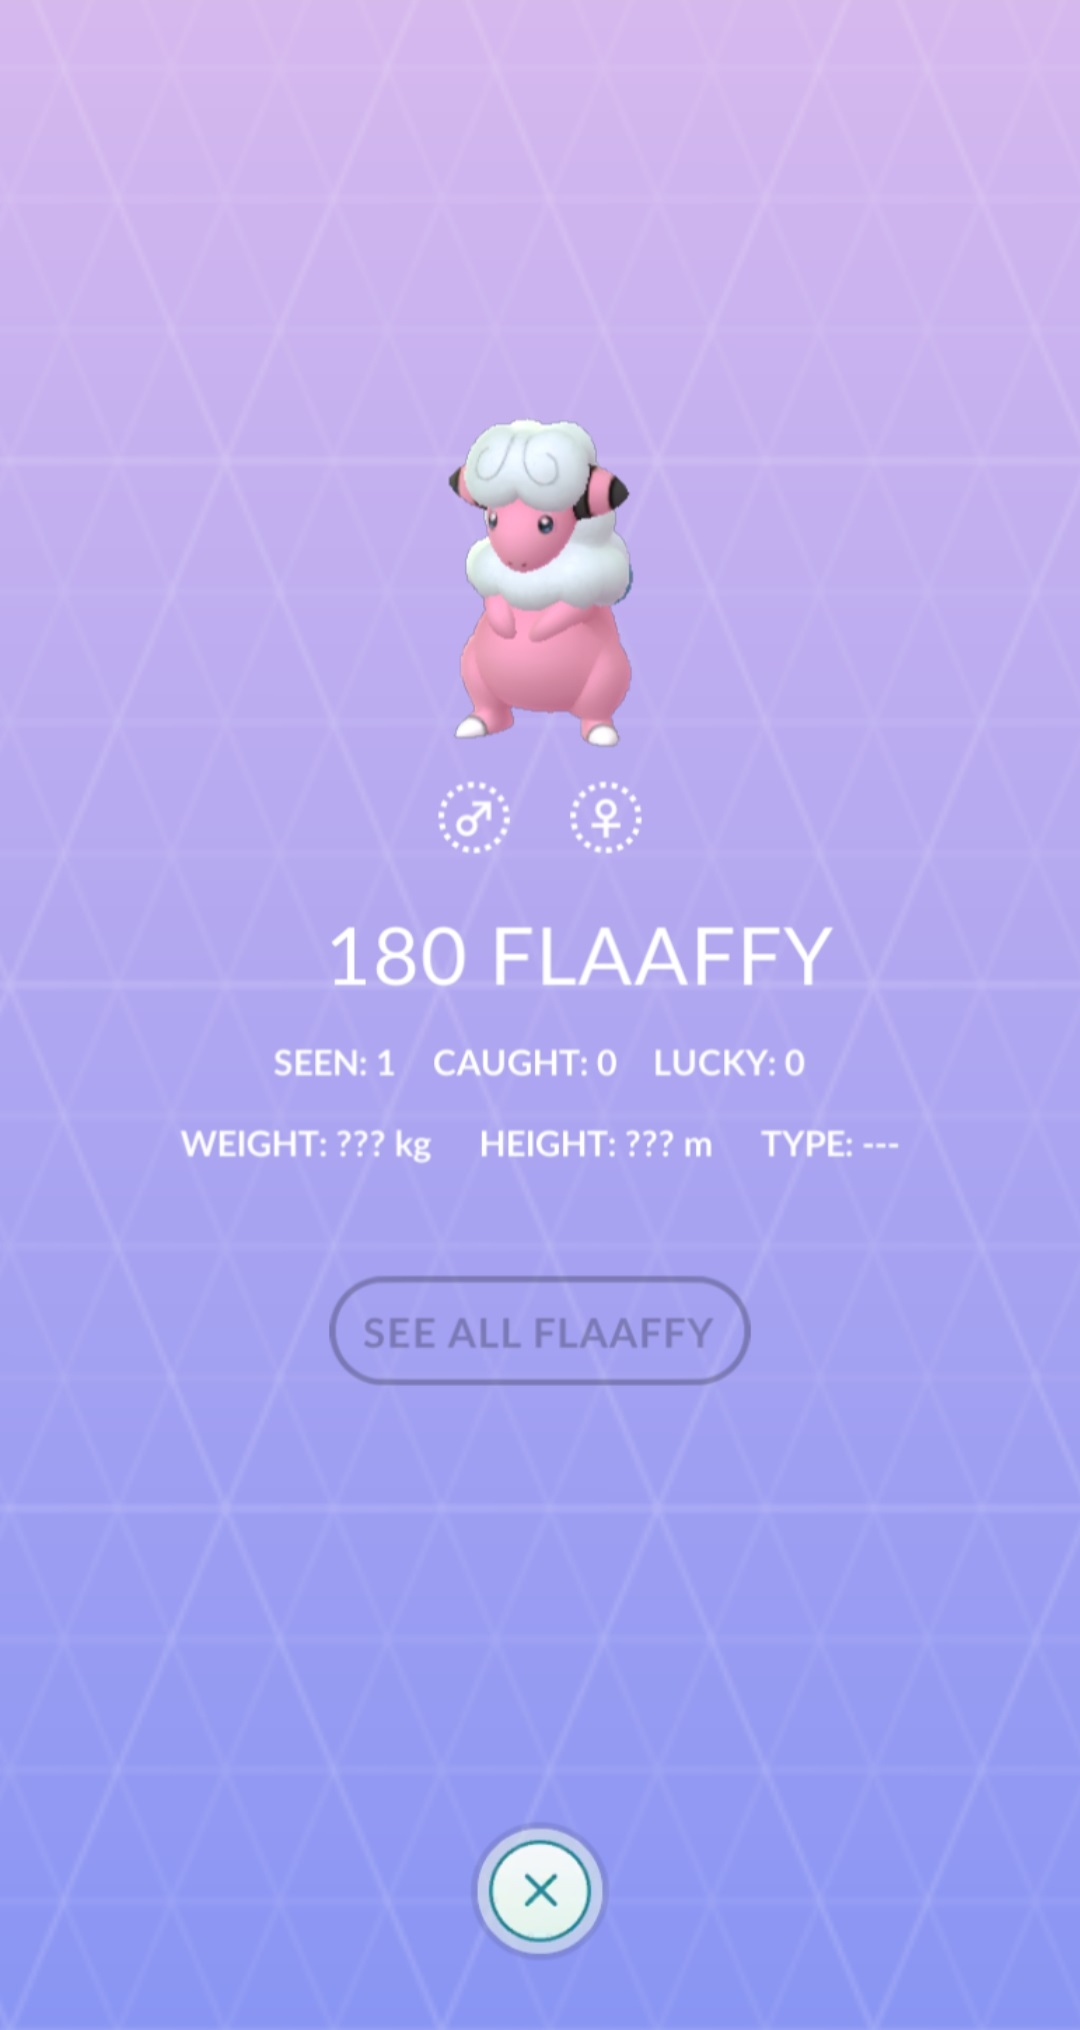 ♂ ♀
180 FLAAFFY
SEEN: 1 CAUGHT: 0 LUCKY: 0
WEIGHT: ??? kg HEIGHT: ??? m TYPE: ---
SEE ALL FLAAFFY